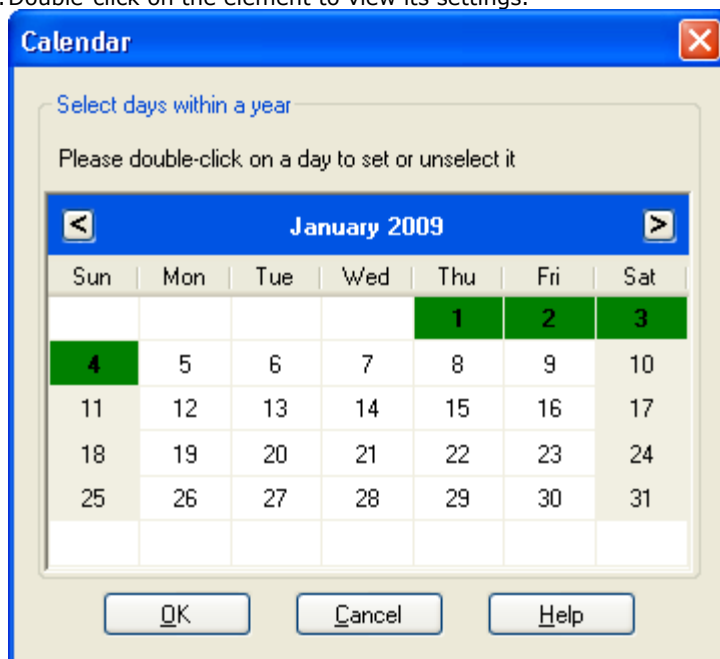 . Double-click on the element to view its settings.
Calendar
Select days within a year
Please double-click on a day to set or unselect it
< January 2009 >
Sun Mon Tue Wed Thu Fri Sat
1 2 3
4 5 6 7 8 9 10
11 12 13 14 15 16 17
18 19 20 21 22 23 24
25 26 27 28 29 30 31
OK Cancel Help